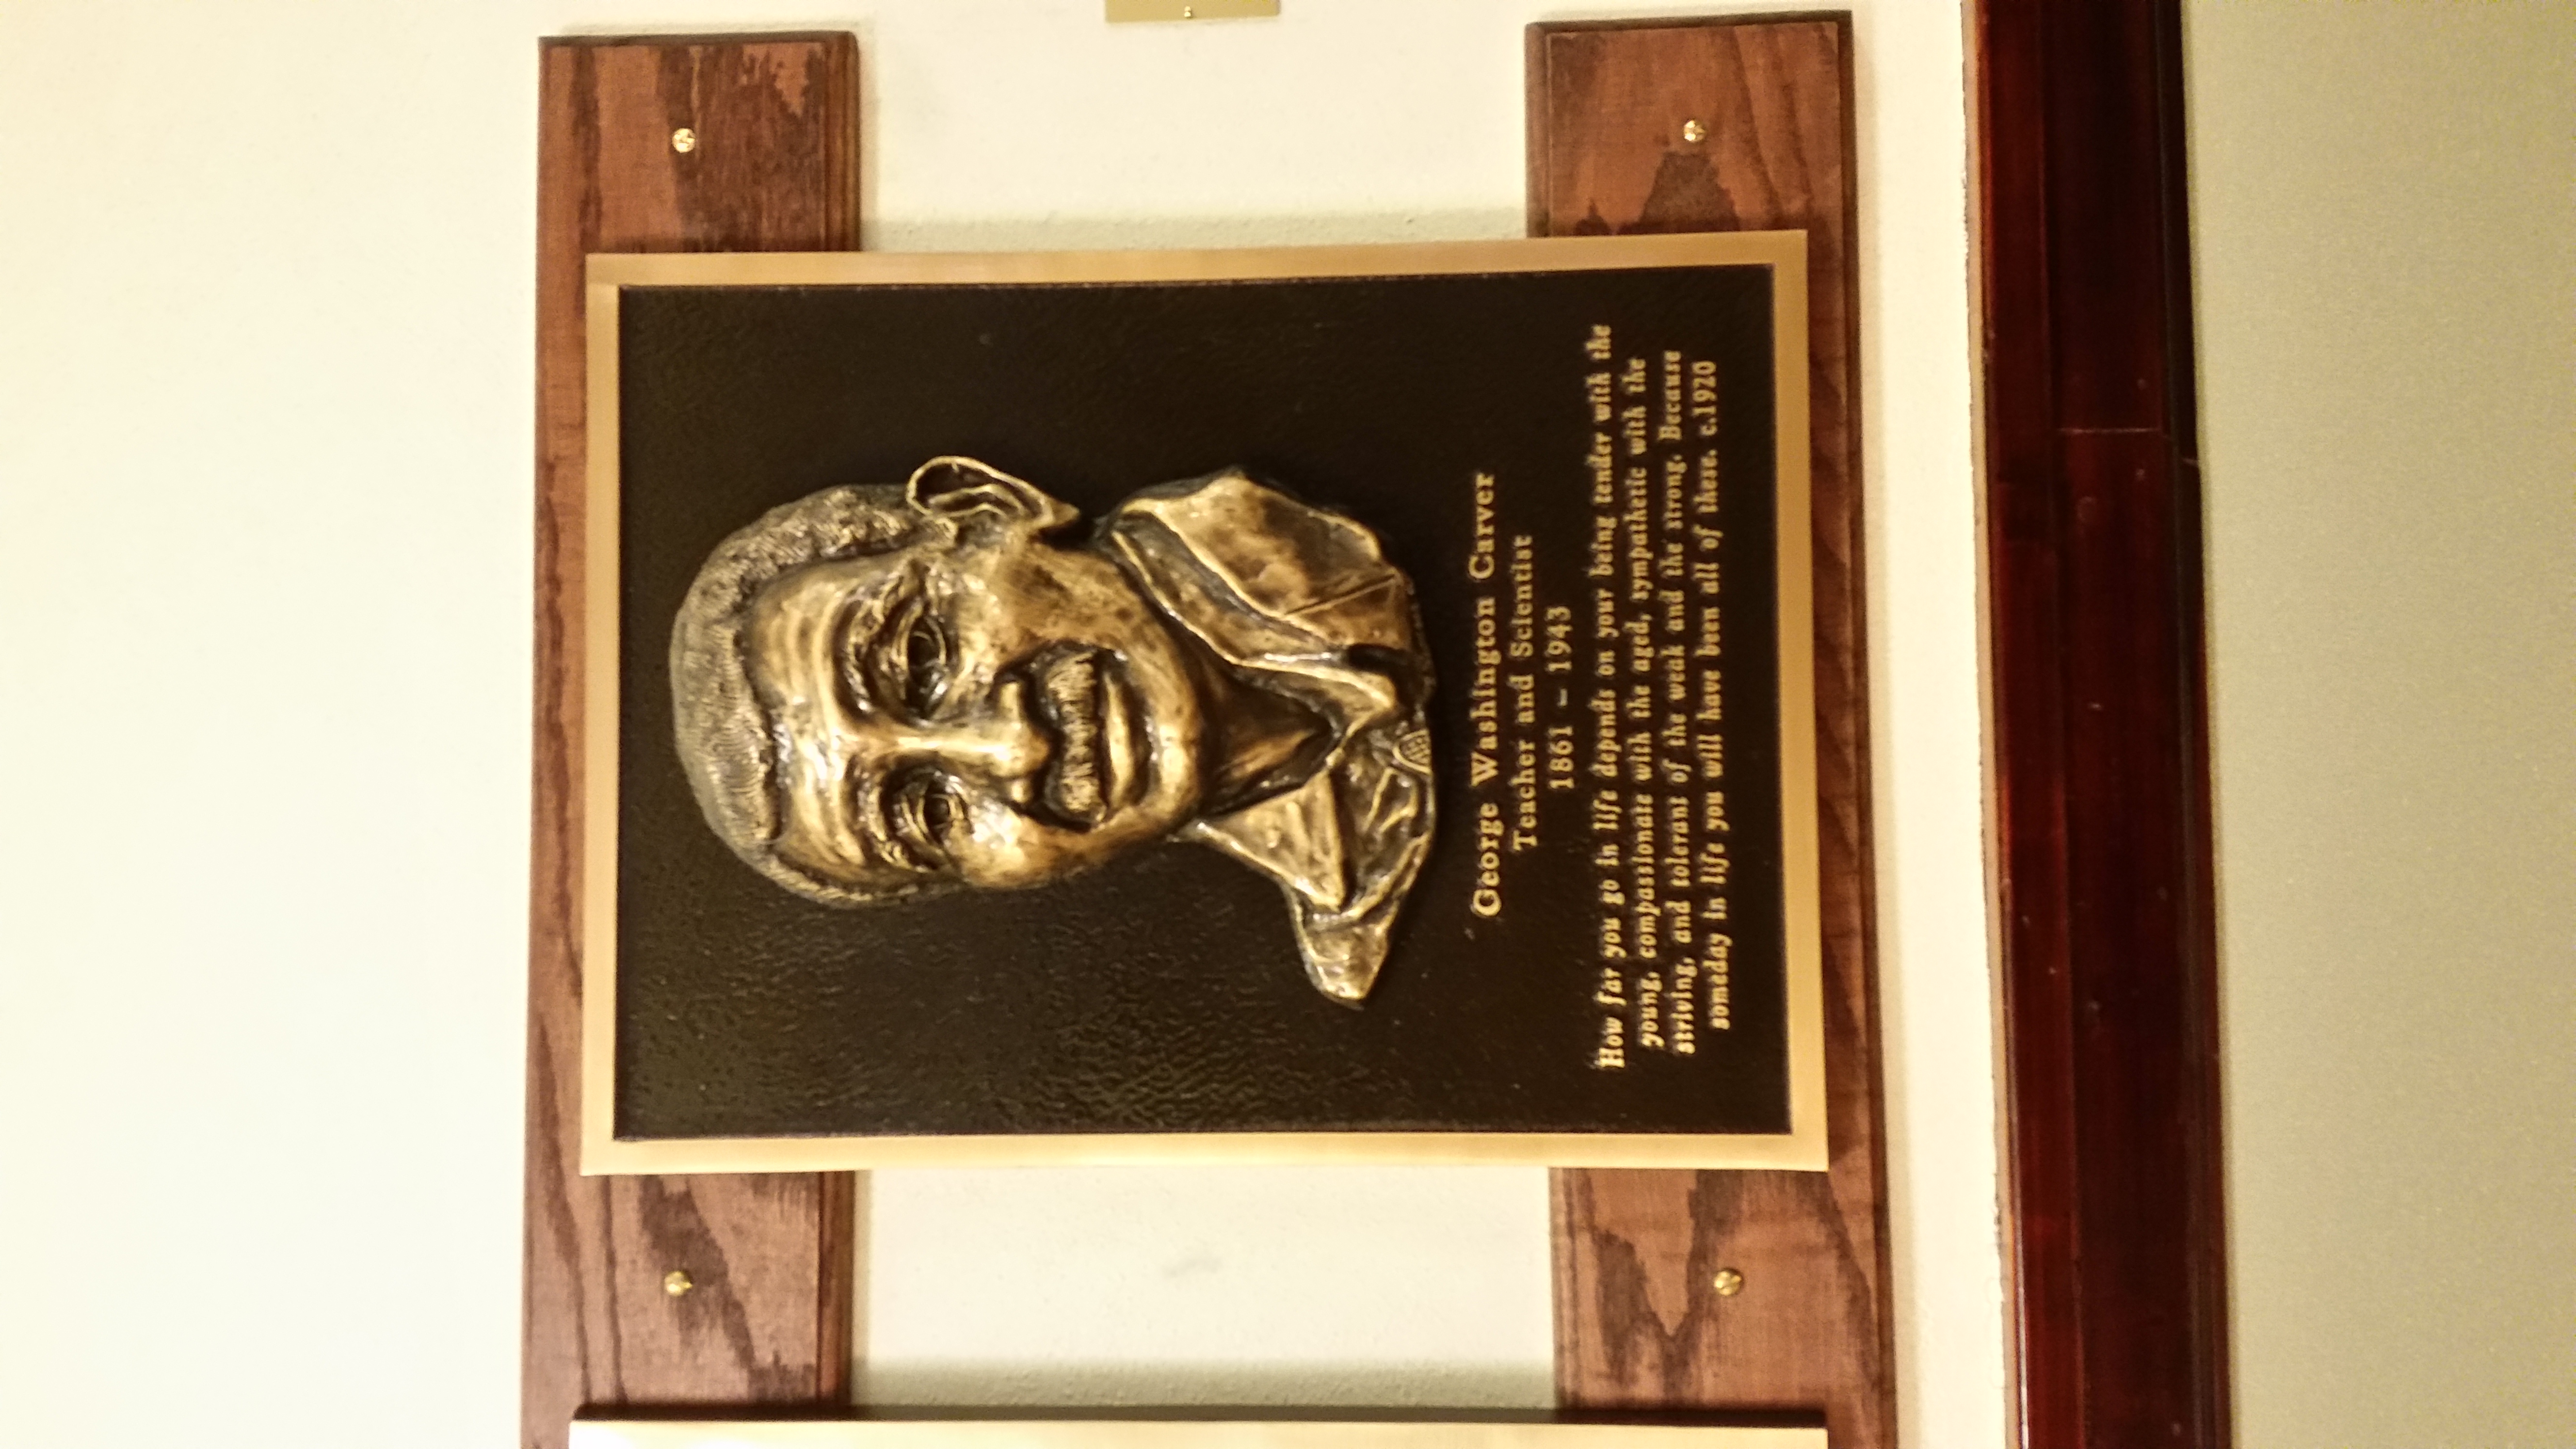 George Washington Carver
Teacher and Scientist
1861 - 1943
How far you go in life depends on your being tender with the
young, compassionate with the aged, sympathetic with the
striving, and tolerant of the weak and the strong. Because
someday in life you will have been all of these. c.1920